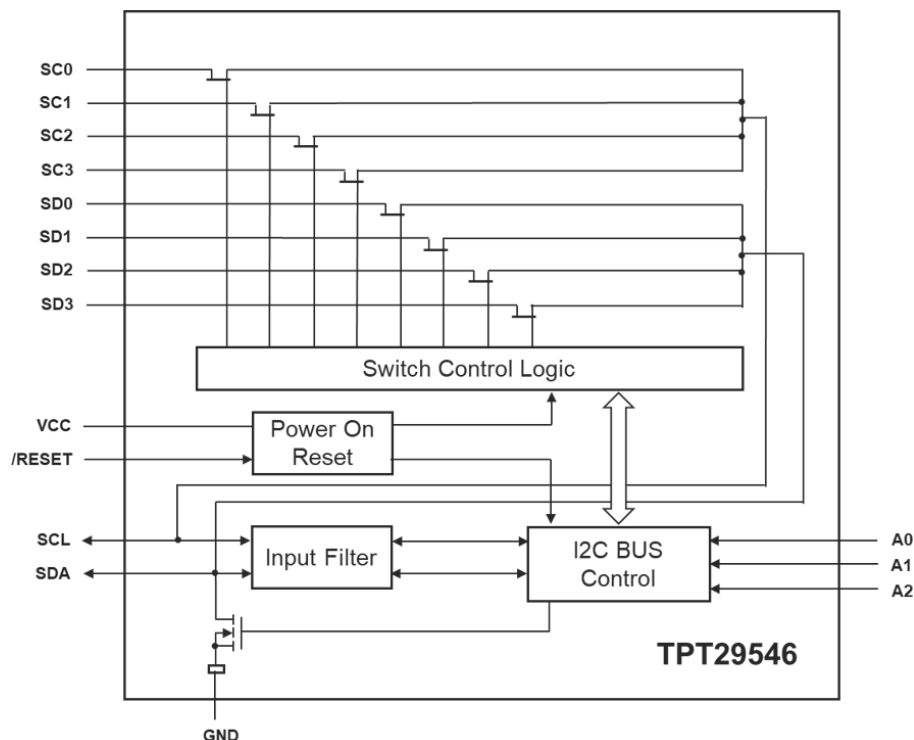 SC0
SC1
SC2
SC3
SD0
SD1
SD2
SD3
Switch Control Logic
VCC
/RESET
Power On
Reset
SCL
SDA
Input Filter
I2C BUS
Control
A0
A1
A2
TPT29546
GND